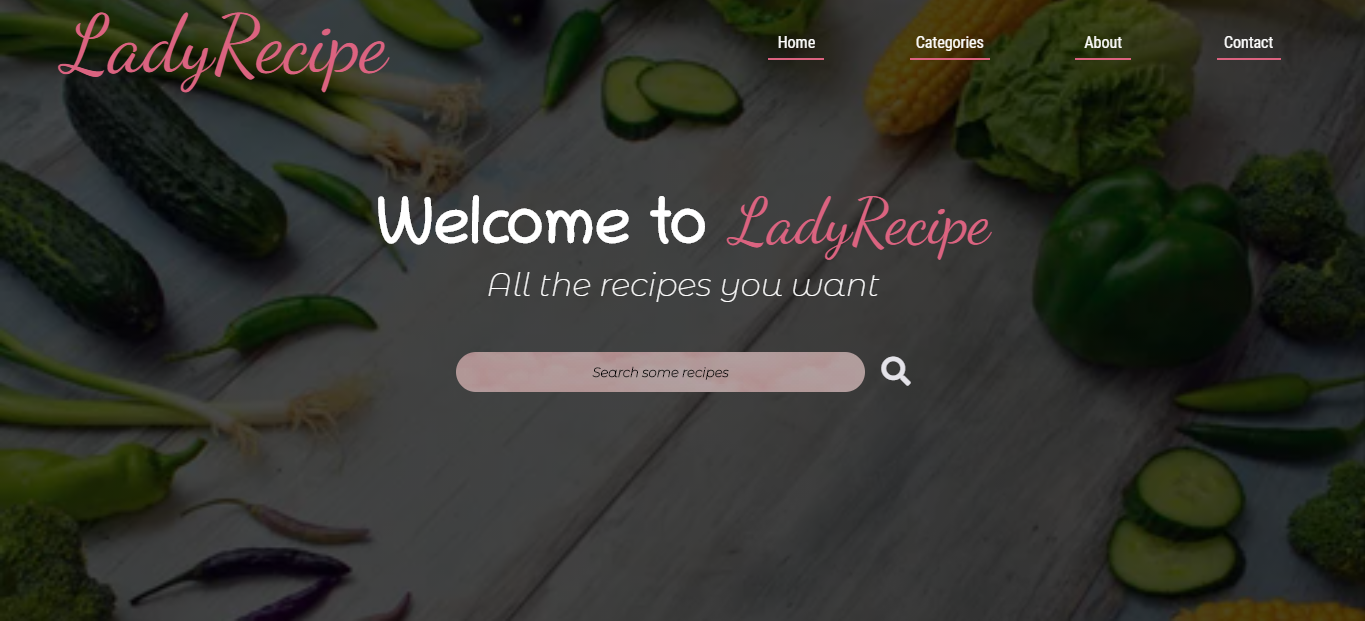 LadyRecipe
Home Categories About Contact
Welcome to LadyRecipe
All the recipes you want
Search some recipes